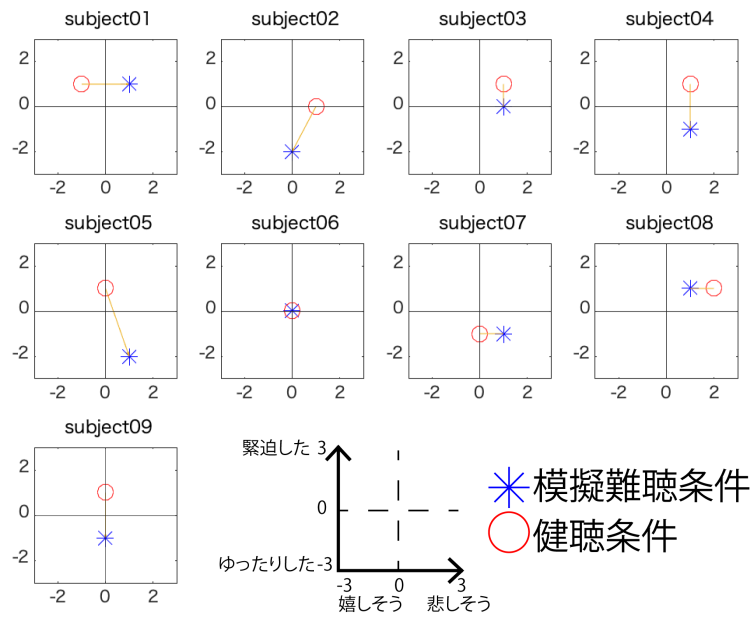 subject01 subject02 subject03 subject04
2 2 2 2
0 0 0 0
-2 -2 -2 -2
-2 0 2 -2 0 2 -2 0 2 -2 0 2
subject05 subject06 subject07 subject08
2 2 2 2
0 0 0 0
-2 -2 -2 -2
-2 0 2 -2 0 2 -2 0 2 -2 0 2
subject09
2
0
-2
-2 0 2
緊迫した 3
0
ゆったりした -3
-3 0 3
嬉しそう 悲しそう
模擬難聴条件
健聴条件